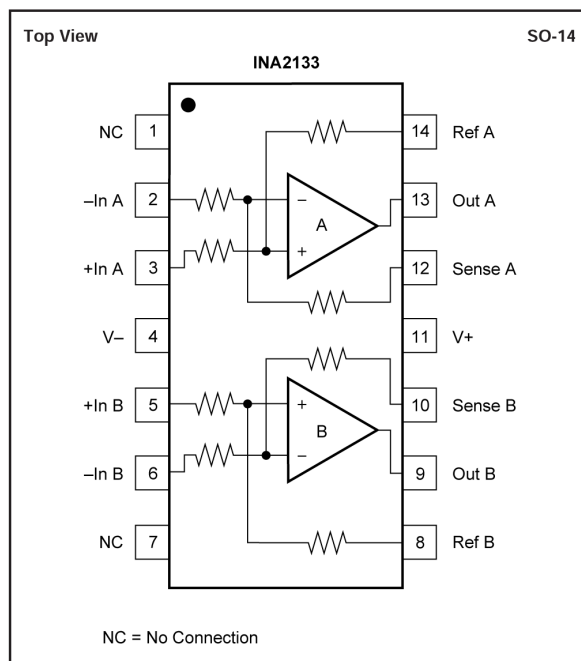 Top View SO-14
INA2133
NC 1 14 Ref A
–In A 2 − A 13 Out A
+In A 3 + 12 Sense A
V– 4 11 V+
+In B 5 + B 10 Sense B
–In B 6 − 9 Out B
NC 7 8 Ref B
NC = No Connection